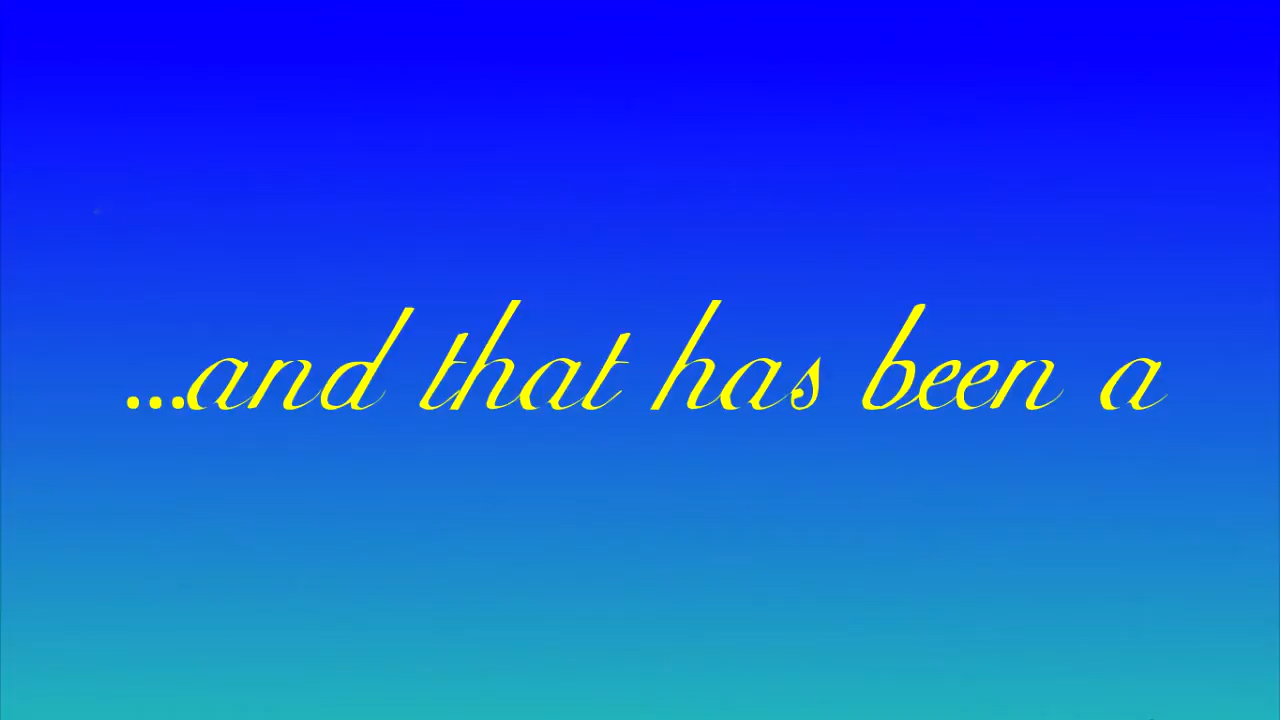 ...and that has been a